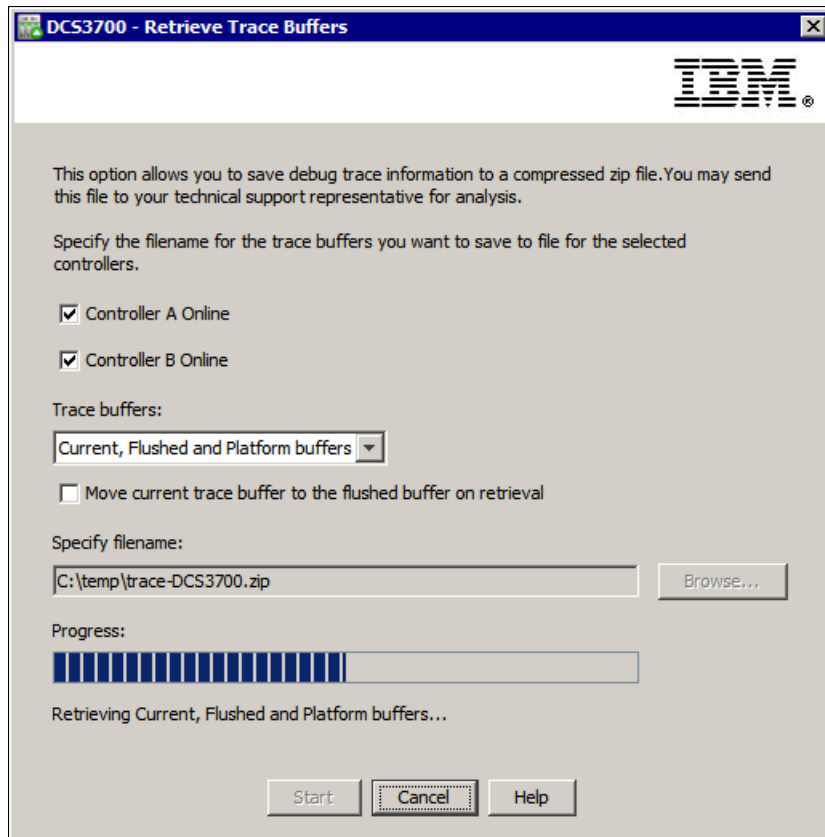 DCS3700 - Retrieve Trace Buffers
IBM®
This option allows you to save debug trace information to a compressed zip file.You may send
this file to your technical support representative for analysis.
Specify the filename for the trace buffers you want to save to file for the selected
controllers.
Controller A Online
Controller B Online
Trace buffers:
Current, Flushed and Platform buffers
Move current trace buffer to the flushed buffer on retrieval
Specify filename:
C:\temp\trace-DCS3700.zip
Browse...
Progress:
Retrieving Current, Flushed and Platform buffers...
Start
Cancel
Help